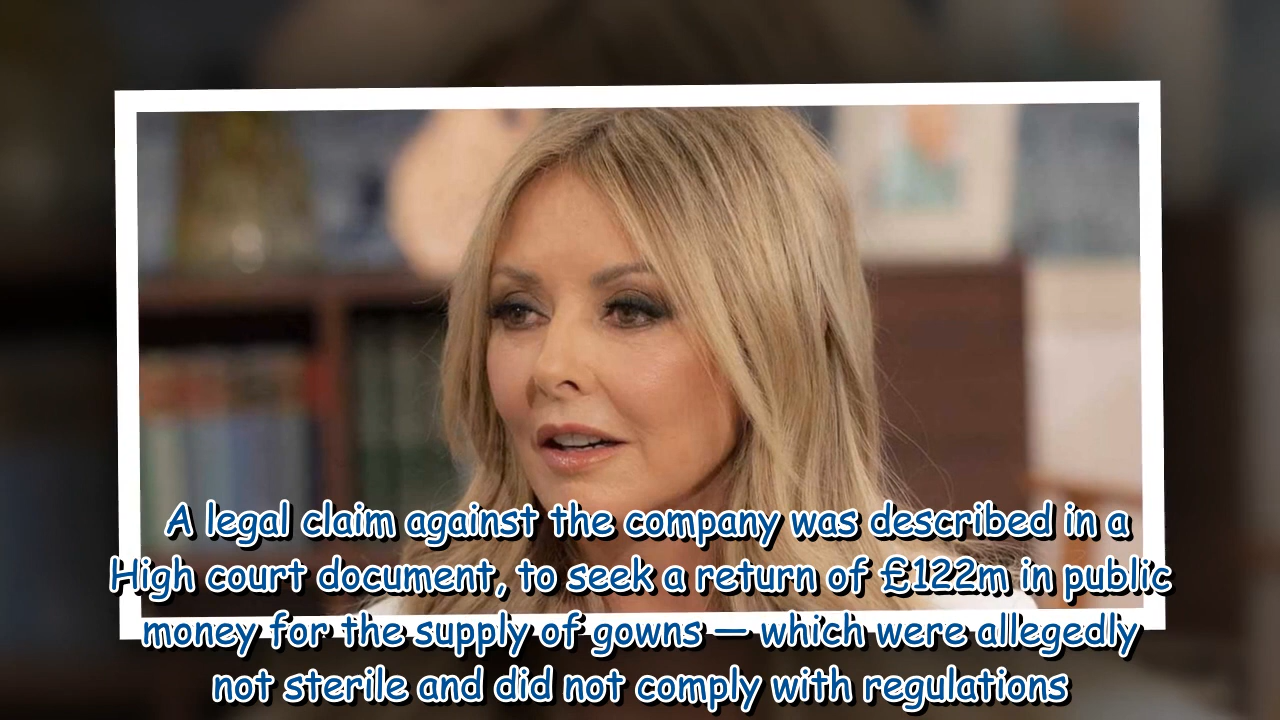 A legal claim against the company was described in a
High court document, to seek a return of £122m in public
money for the supply of gowns — which were allegedly
not sterile and did not comply with regulations